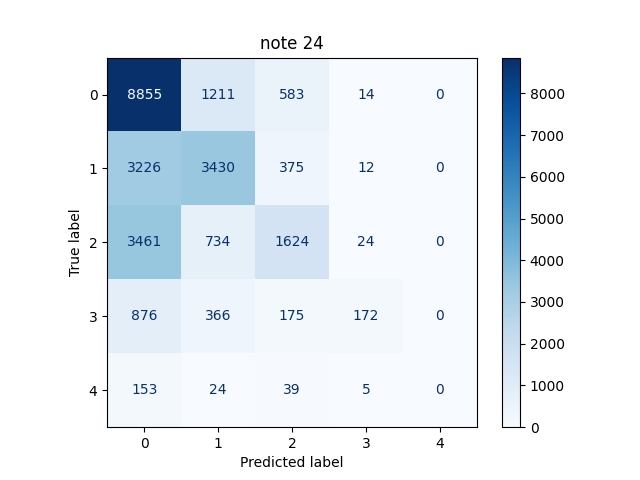 note 24
True label
0 8855 1211 583 14 0
1 3226 3430 375 12 0
2 3461 734 1624 24 0
3 876 366 175 172 0
4 153 24 39 5 0
0 1 2 3 4
Predicted label
8000
7000
6000
5000
4000
3000
2000
1000
0